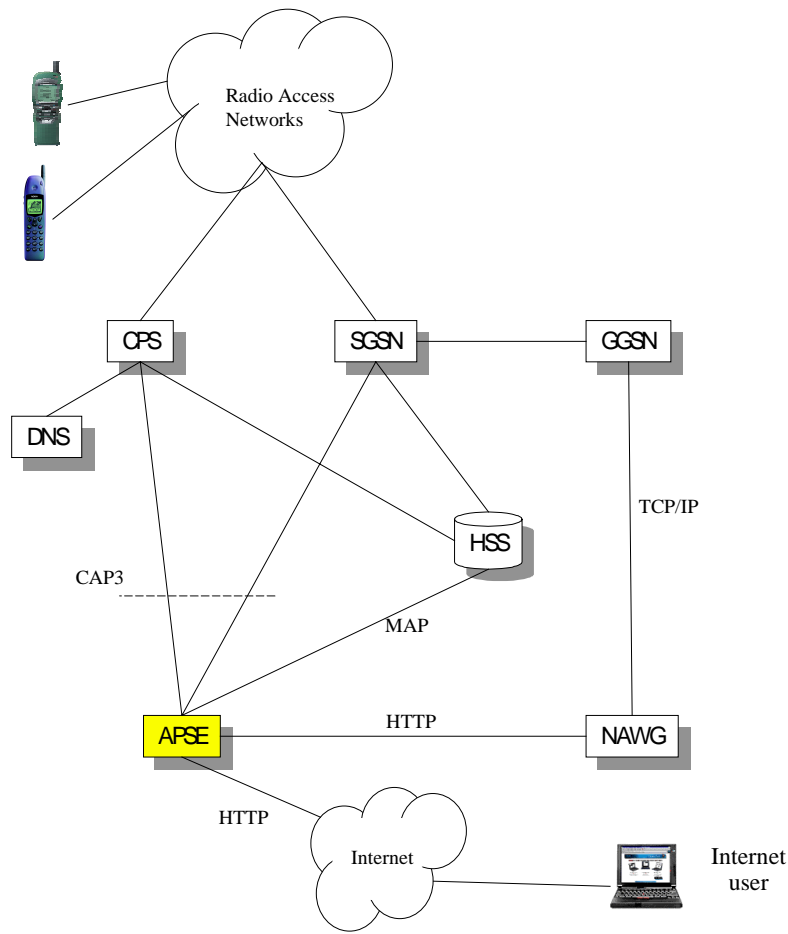 Radio Access
Networks
CPS
SGSN
GGSN
DNS
TCP/IP
HSS
CAP3
MAP
APSE
HTTP
NAWG
HTTP
Internet
Internet
user